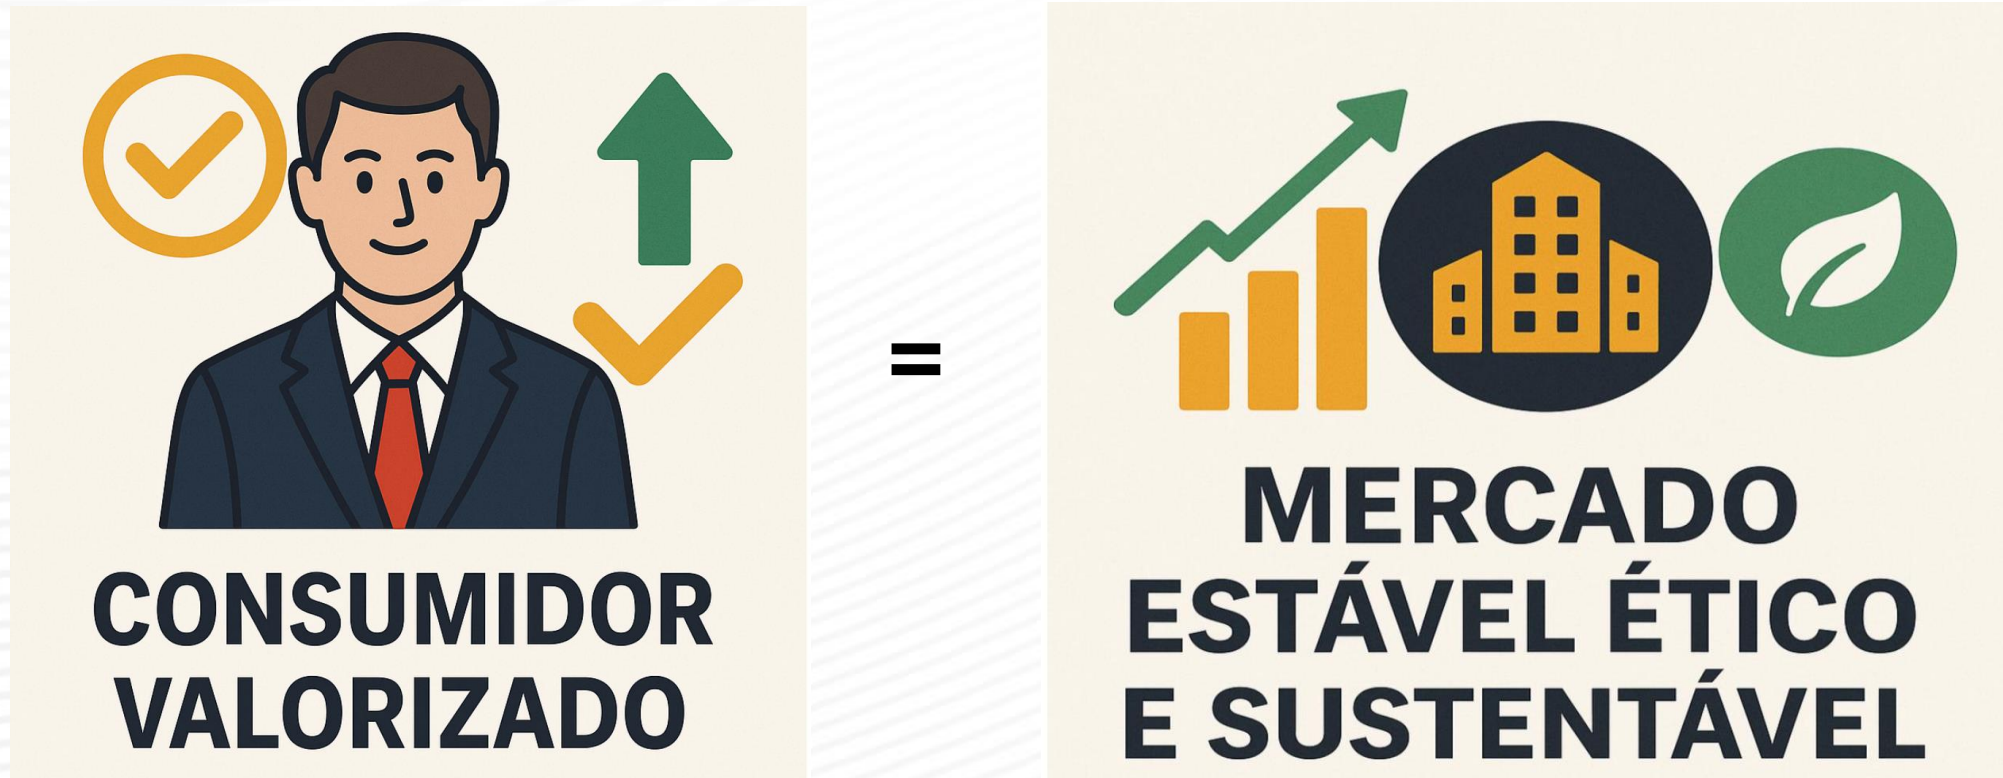 CONSUMIDOR
VALORIZADO
=
MERCADO
ESTÁVEL ÉTICO
E SUSTENTÁVEL